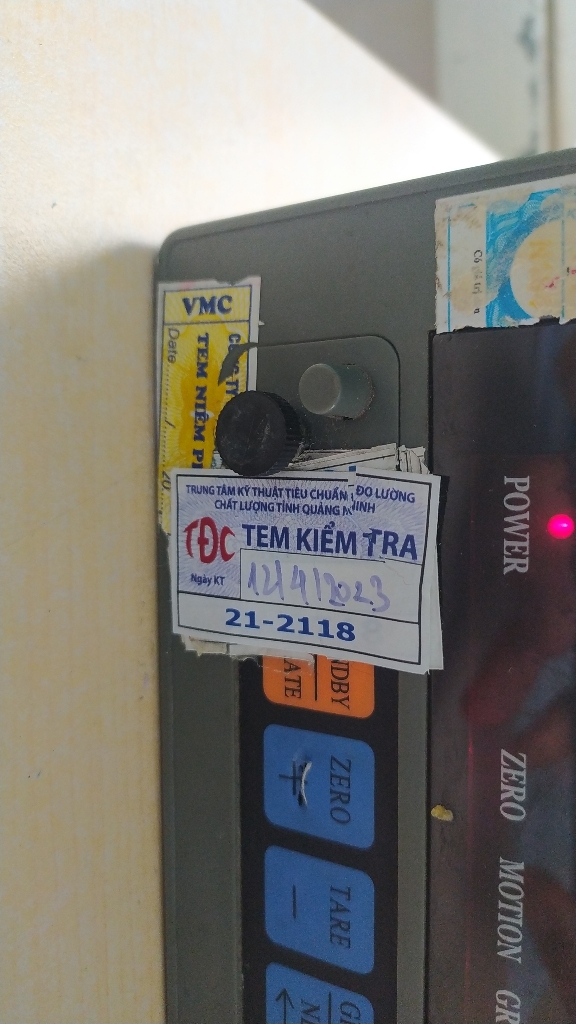 VMC
TEM NIÊM
Date......./......../20
TRUNG TÂM KỸ THUẬT TIÊU CHUẨN ĐO LƯỜNG
CHẤT LƯỢNG TỈNH QUẢNG NINH
TĐC TEM KIỂM TRA
Ngày KT 12/4/2023
21-2118
ZERO
+
TARE
-
POWER
ZERO
MOTION